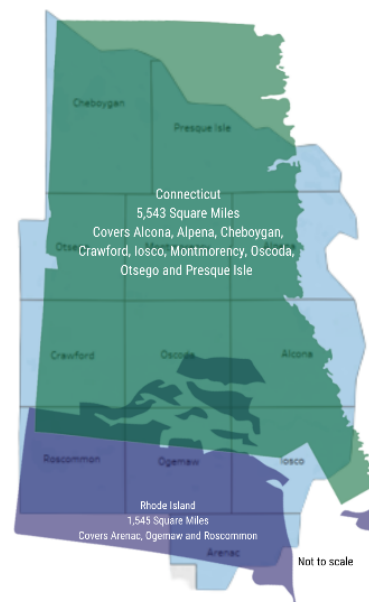 Cheboygan
Presque Isle
Connecticut
5,543 Square Miles
Covers Alcona, Alpena, Cheboygan,
Crawford, Iosco, Montmorency, Oscoda,
Otsego and Presque Isle
Crawford
Oscoda
Alcona
Roscommon
Ogemaw
Iosco
Rhode Island
1,545 Square Miles
Covers Arenac, Ogemaw and Roscommon
Arenac
Not to scale